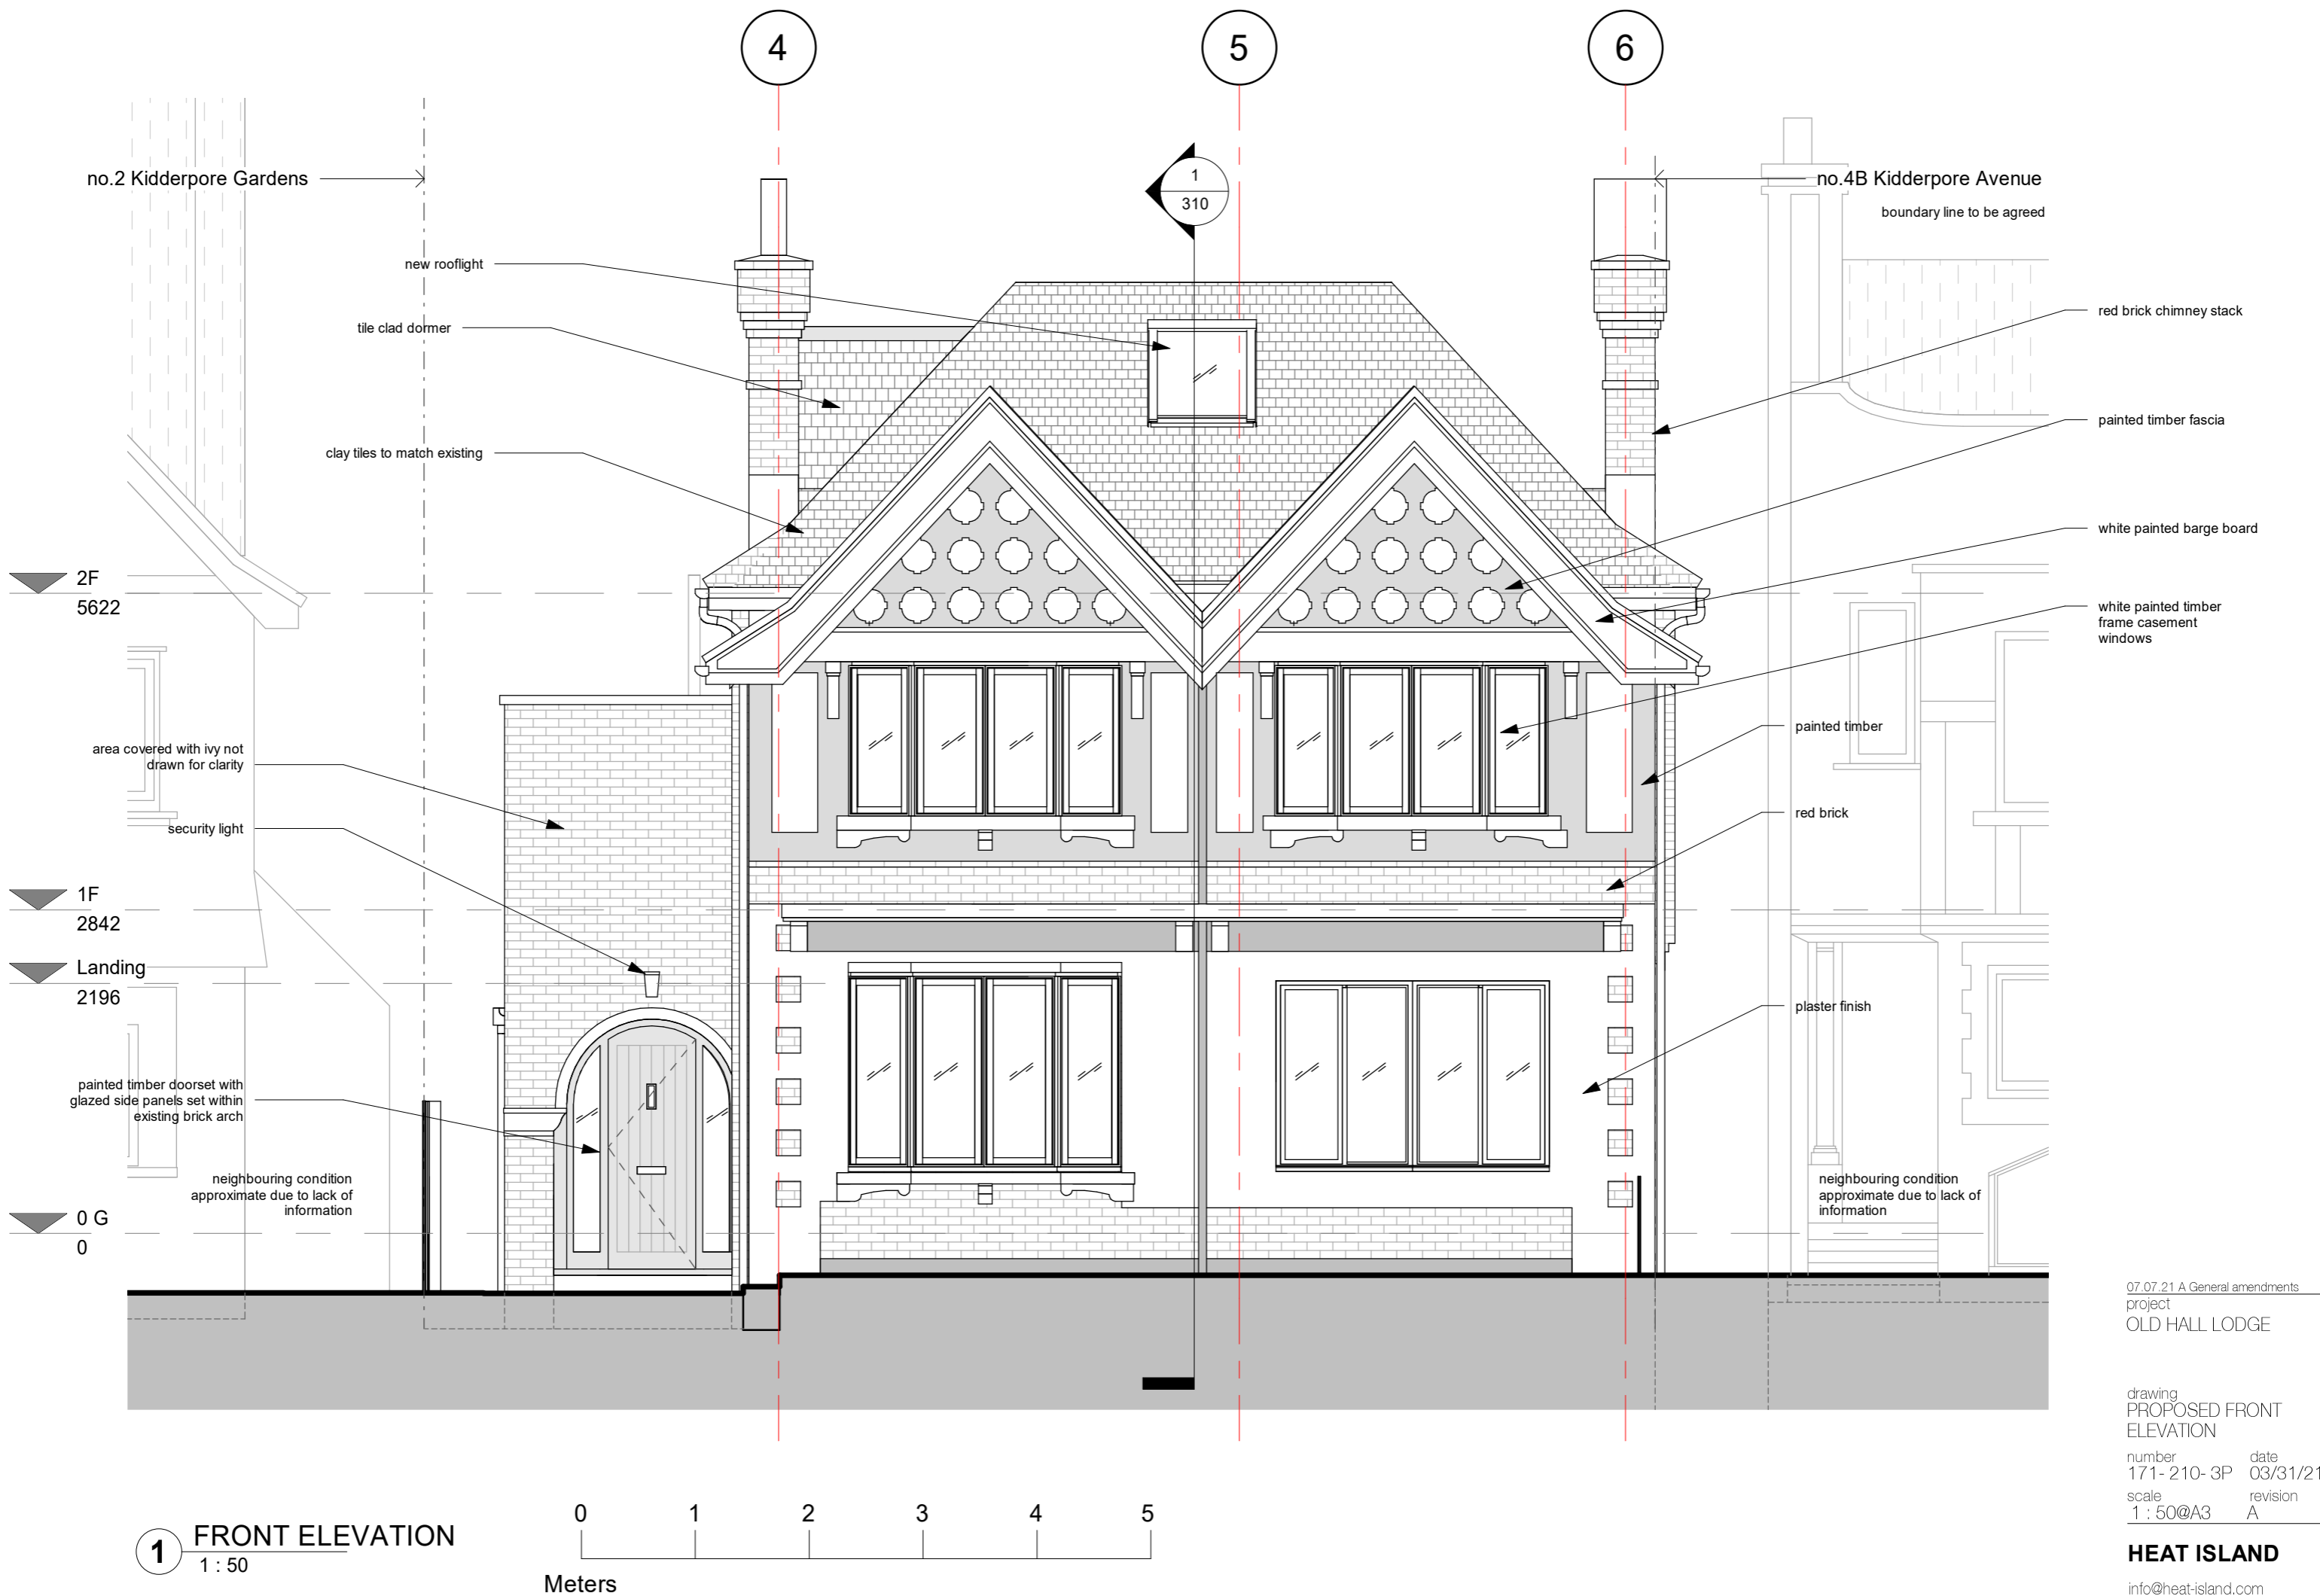 4
5
6
no.2 Kidderpore Gardens
1
310
no.4B Kidderpore Avenue
boundary line to be agreed
new rooflight
tile clad dormer
clay tiles to match existing
red brick chimney stack
painted timber fascia
white painted barge board
white painted timber
frame casement
windows
2F
5622
painted timber
area covered with ivy not
drawn for clarity
security light
red brick
1F
2842
Landing
2196
plaster finish
painted timber doorset with
glazed side panels set within
existing brick arch
neighbouring condition
approximate due to lack of
information
neighbouring condition
approximate due to lack of
information
0 G
0
07.07.21 A General amendments
project
OLD HALL LODGE
drawing
PROPOSED FRONT
ELEVATION
number date
171- 210- 3P 03/31/21
scale revision
1 : 50@A3 A
HEAT ISLAND
info@heat-island.com
1 FRONT ELEVATION
1 : 50
0 1 2 3 4 5
Meters